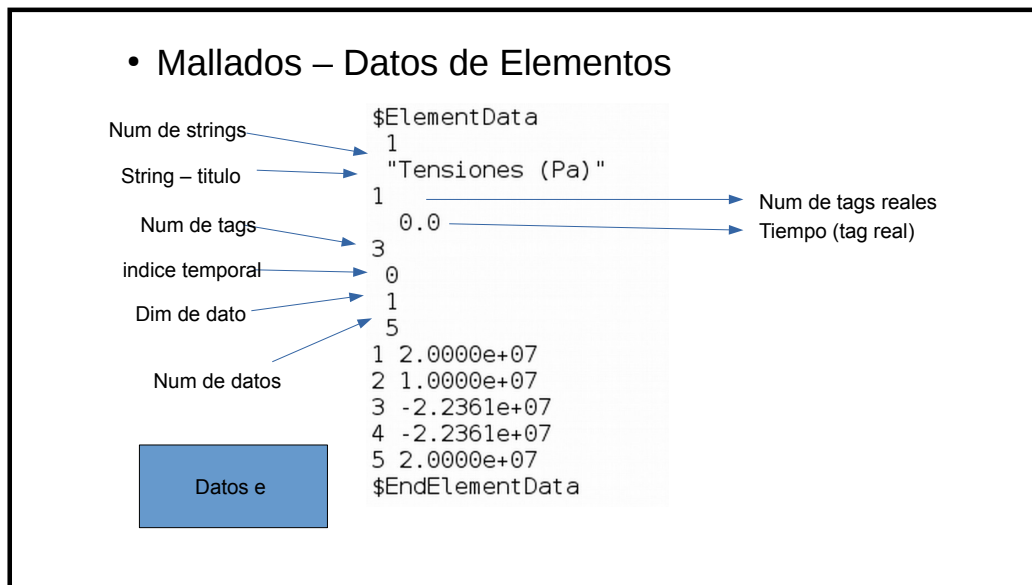 • Mallados – Datos de Elementos
Num de strings
String – titulo
Num de tags
indice temporal
Dim de dato
Num de datos
Datos e
$ElementData
1
"Tensiones (Pa)"
1
0.0
3
0
1
5
1 2.0000e+07
2 1.0000e+07
3 -2.2361e+07
4 -2.2361e+07
5 2.0000e+07
$EndElementData
Num de tags reales
Tiempo (tag real)